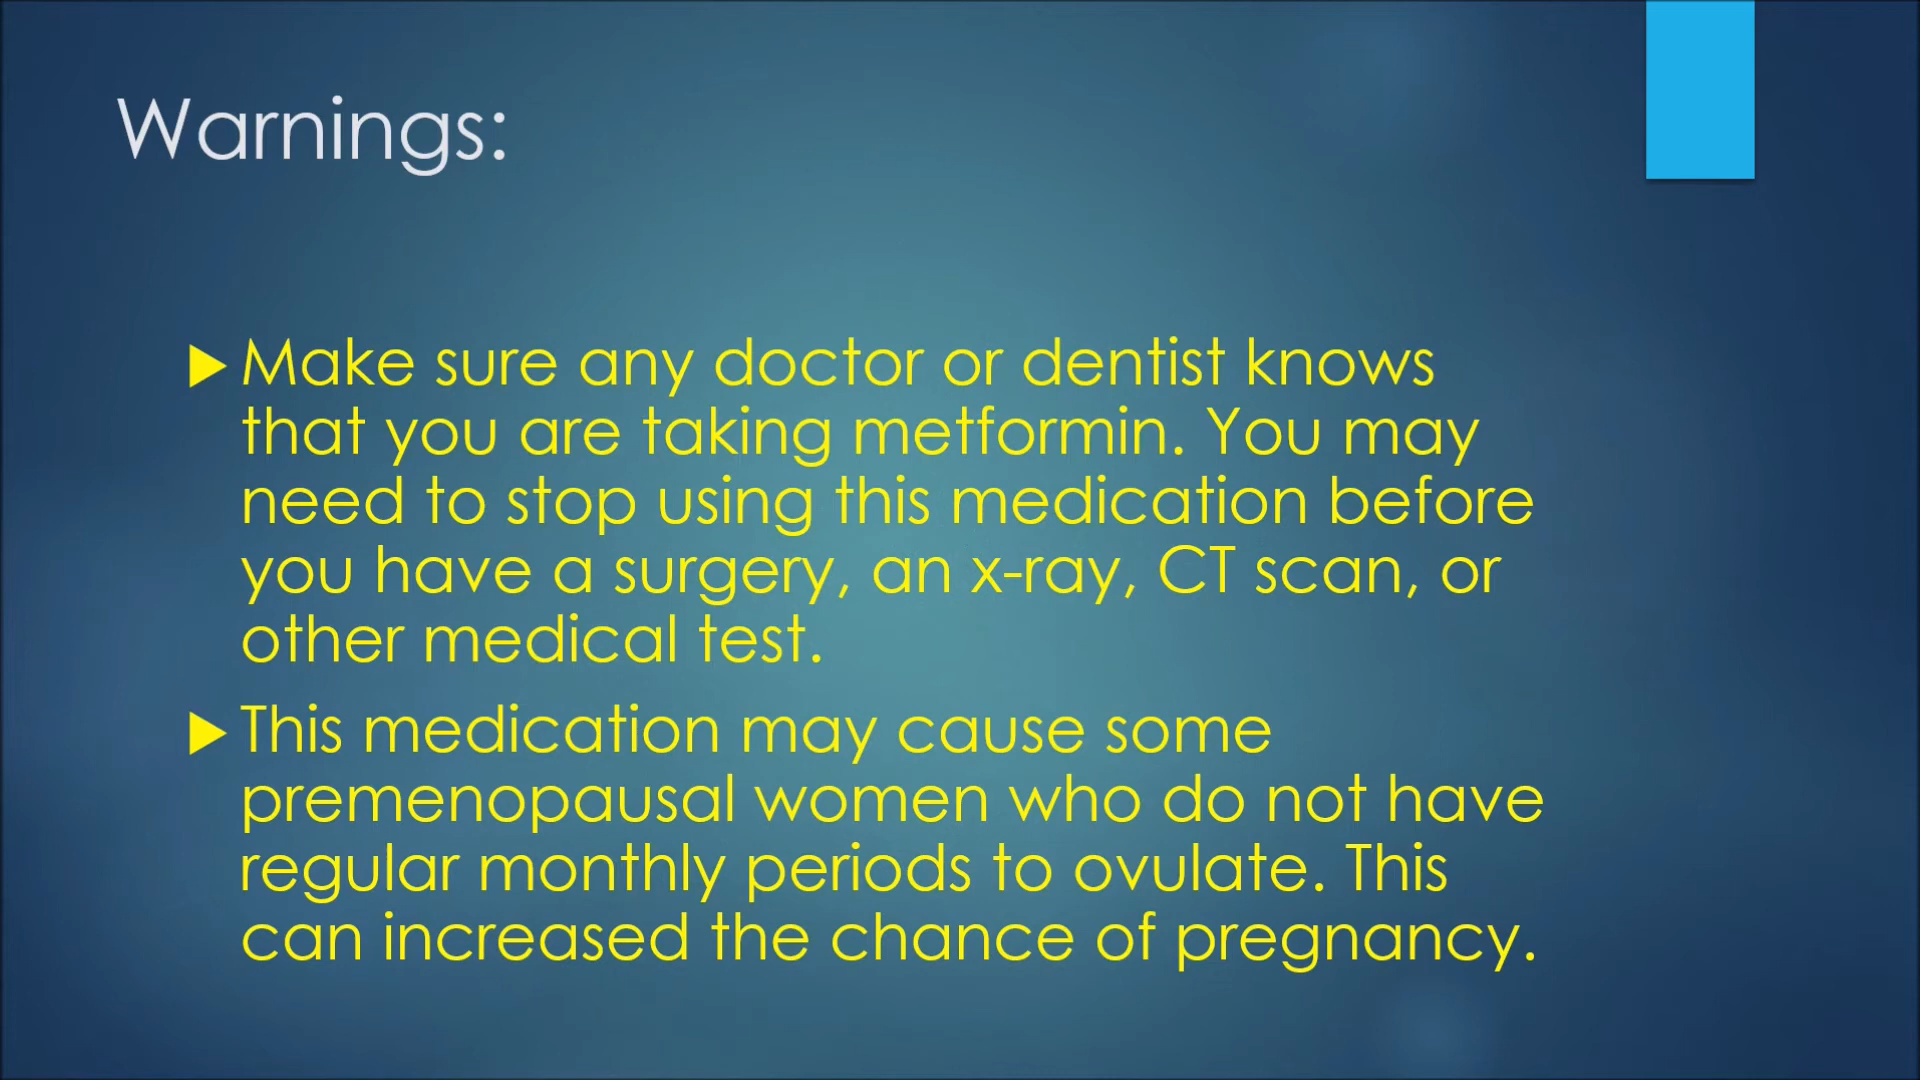 Warnings:
Make sure any doctor or dentist knows
that you are taking metformin. You may
need to stop using this medication before
you have a surgery, an x-ray, CT scan, or
other medical test.
This medication may cause some
premenopausal women who do not have
regular monthly periods to ovulate. This
can increased the chance of pregnancy.